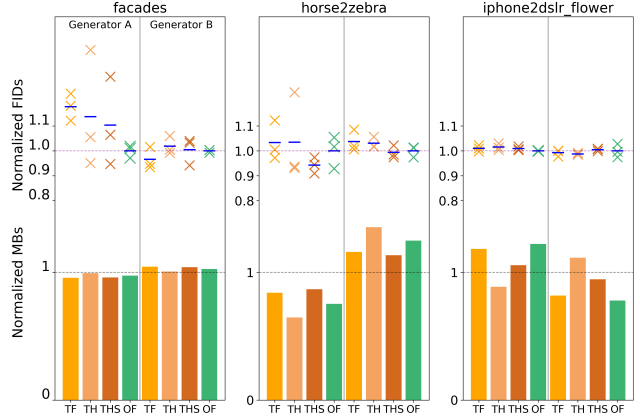 facades
Generator A Generator B
Normalized FIDs
1.1
1.0
0.9
0.8
Normalized MBs
1
0
TF TH THS OF TF TH THS OF
horse2zebra
1.1
1.0
0.9
0.8
1
TF TH THS OF TF TH THS OF
iphone2dslr_flower
1.1
1.0
0.9
0.8
1
TF TH THS OF TF TH THS OF